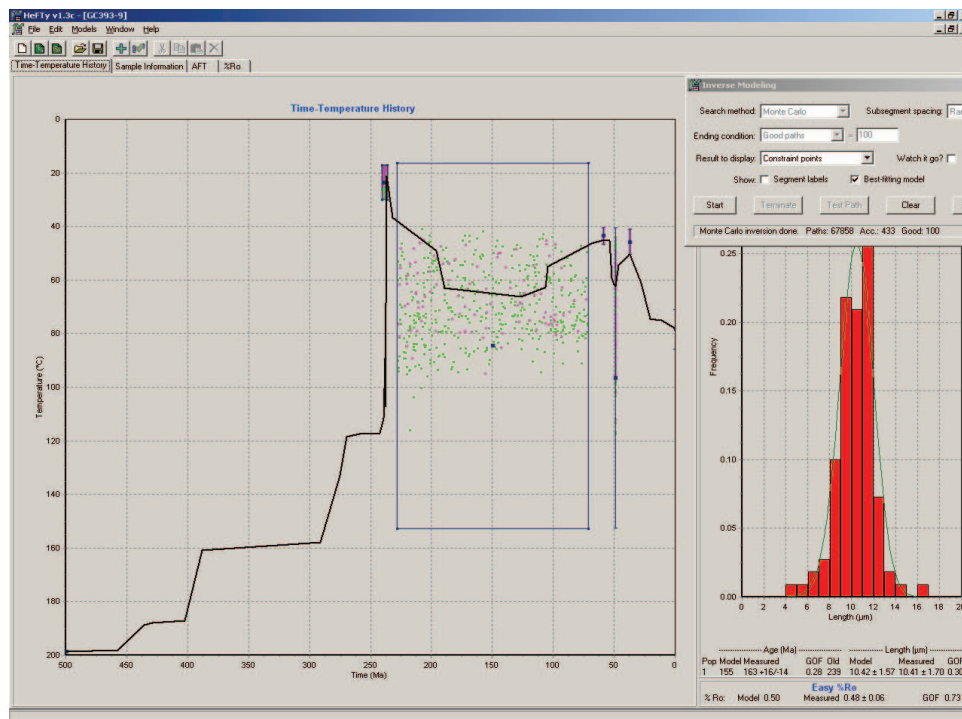 HeFTy v1.3c - [GC393-9]
File Edit Models Window Help
Time-Temperature History Sample Information AFT %Ro
Time-Temperature History
Temperature (°C)
0
20
40
60
80
100
120
140
160
180
200
500 450 400 350 300 250 200 150 100 50 0
Time (Ma)
Inverse Modeling
Search method: Monte Carlo Subsegment spacing:
Ending condition: Good paths = 100
Result to display: Constraint points Watch it go?
Show: Segment labels Best-fitting model
Start Terminate Test Path Clear
Monte Carlo inversion done. Paths: 67858 Acc.: 433 Good: 100
Frequency
0.25
0.20
0.15
0.10
0.05
0.00
0 2 4 6 8 10 12 14 16 18 20
Length (µm)
Age (Ma) Length (µm)
Pop Model Measured GOF Old Model Measured GOF
1 155 163 +16/-14 0.28 239 10.42 ± 1.57 10.41 ± 1.70 0.30
Easy %Ro
% Ro: Model 0.50 Measured 0.48 ± 0.06 GOF 0.73